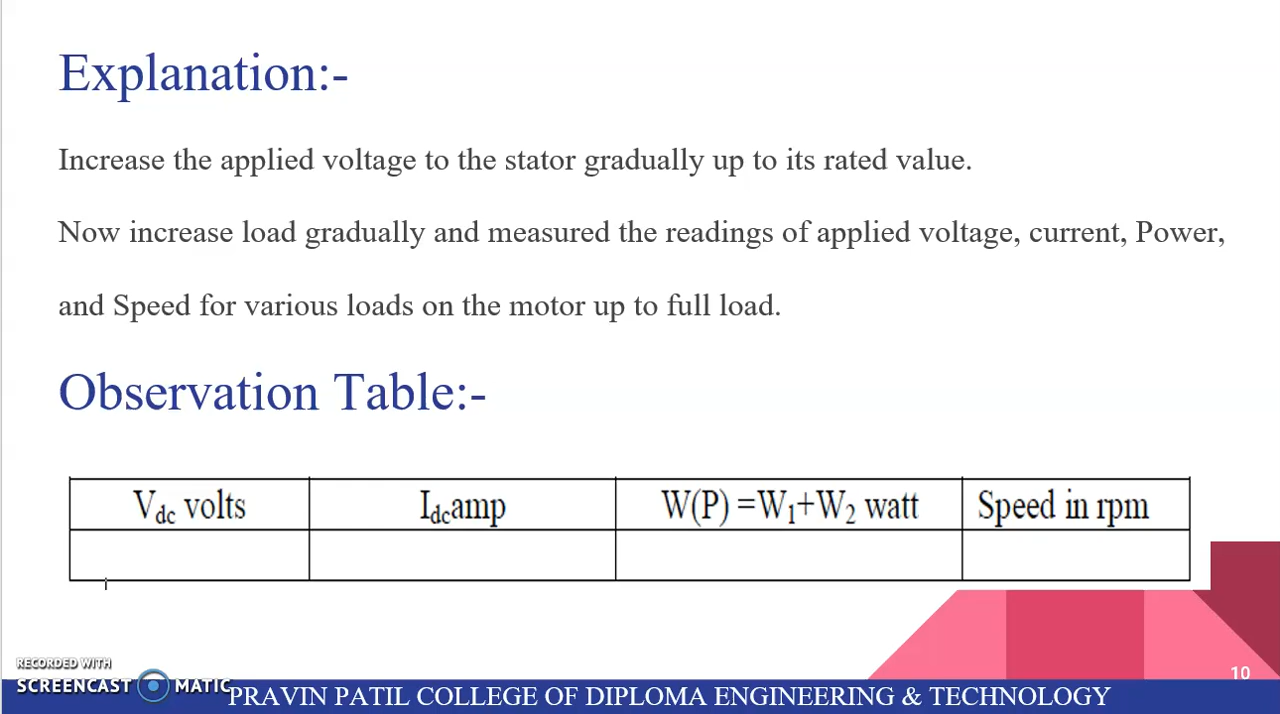 Explanation:-
Increase the applied voltage to the stator gradually up to its rated value.
Now increase load gradually and measured the readings of applied voltage, current, Power,
and Speed for various loads on the motor up to full load.
Observation Table:-
Vdc volts Idc amp W(P) =W1+W2 watt Speed in rpm
10
RECORDED WITH
SCREENCAST MATIC
PRAVIN PATIL COLLEGE OF DIPLOMA ENGINEERING & TECHNOLOGY